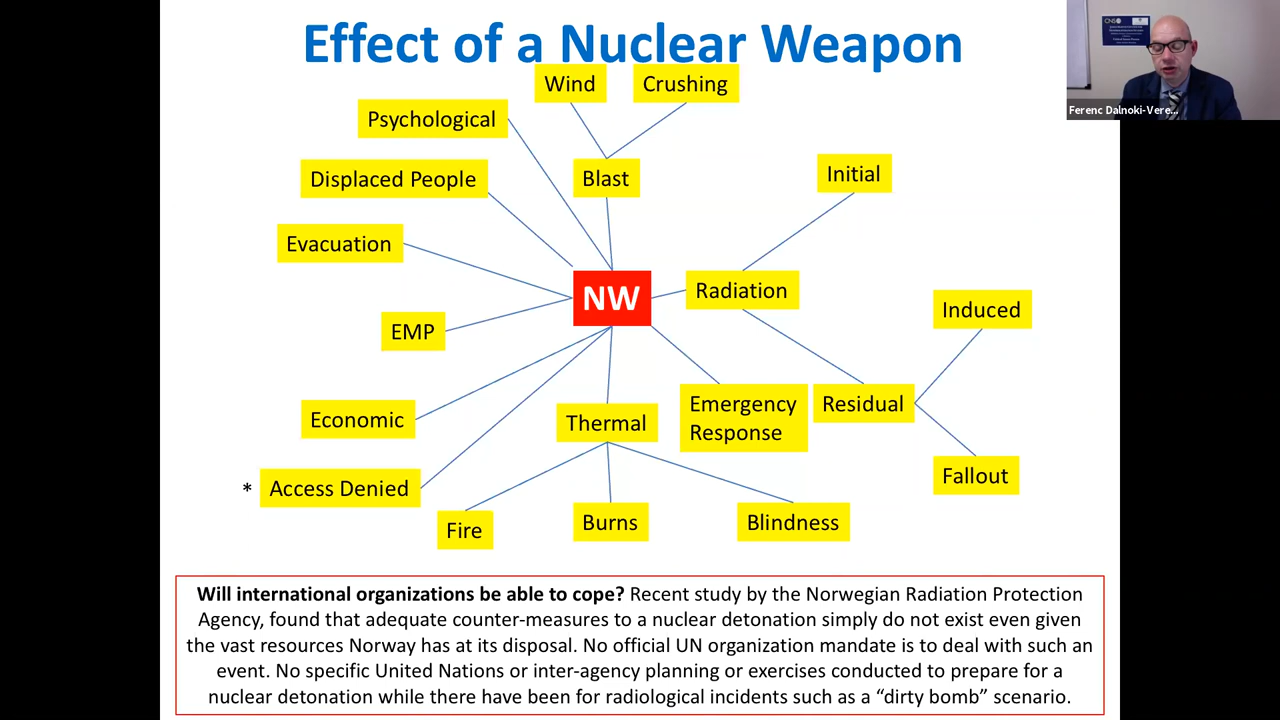 Effect of a Nuclear Weapon
Wind
Crushing
Psychological
Displaced People
Blast
Initial
Evacuation
NW
Radiation
Induced
EMP
Economic
Thermal
Emergency
Response
Residual
* Access Denied
Fallout
Fire
Burns
Blindness
Will international organizations be able to cope? Recent study by the Norwegian Radiation Protection
Agency, found that adequate counter-measures to a nuclear detonation simply do not exist even given
the vast resources Norway has at its disposal. No official UN organization mandate is to deal with such an
event. No specific United Nations or inter-agency planning or exercises conducted to prepare for a
nuclear detonation while there have been for radiological incidents such as a “dirty bomb” scenario.
CNS
Ferenc Dalnoki-Vere...